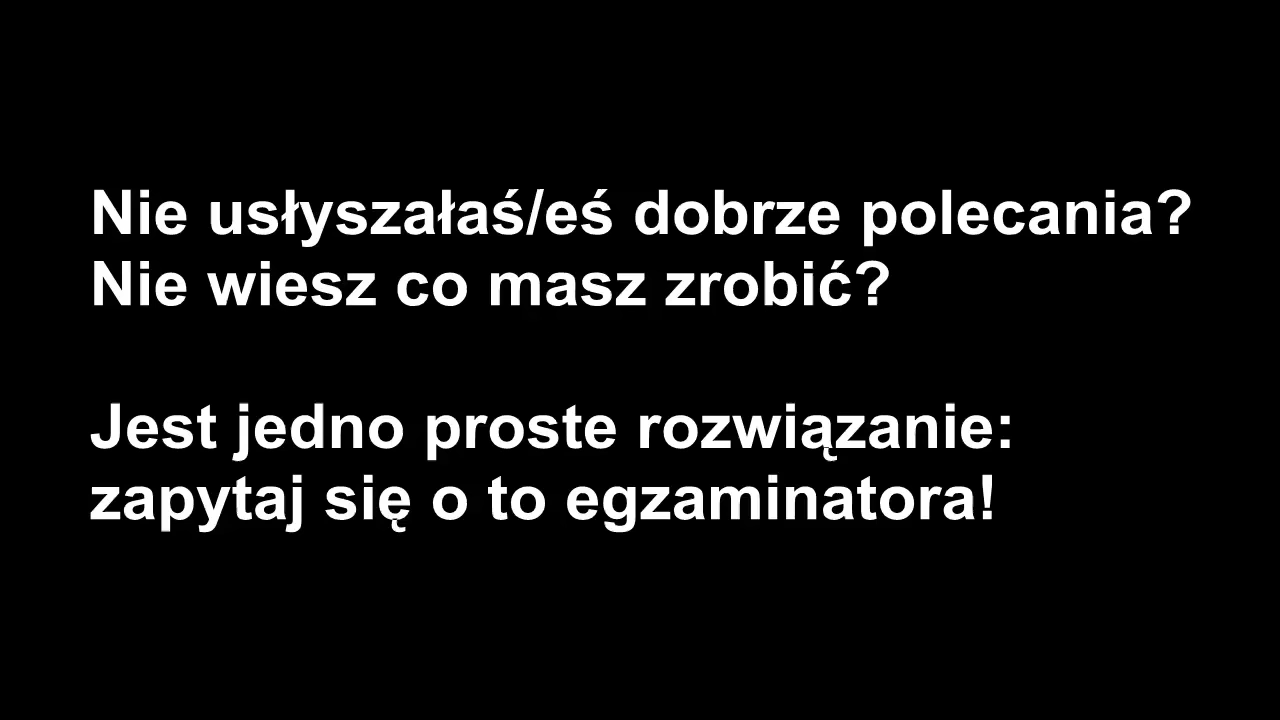 Nie usłyszałaś/eś dobrze polecania?
Nie wiesz co masz zrobić?
Jest jedno proste rozwiązanie:
zapytaj się o to egzaminatora!